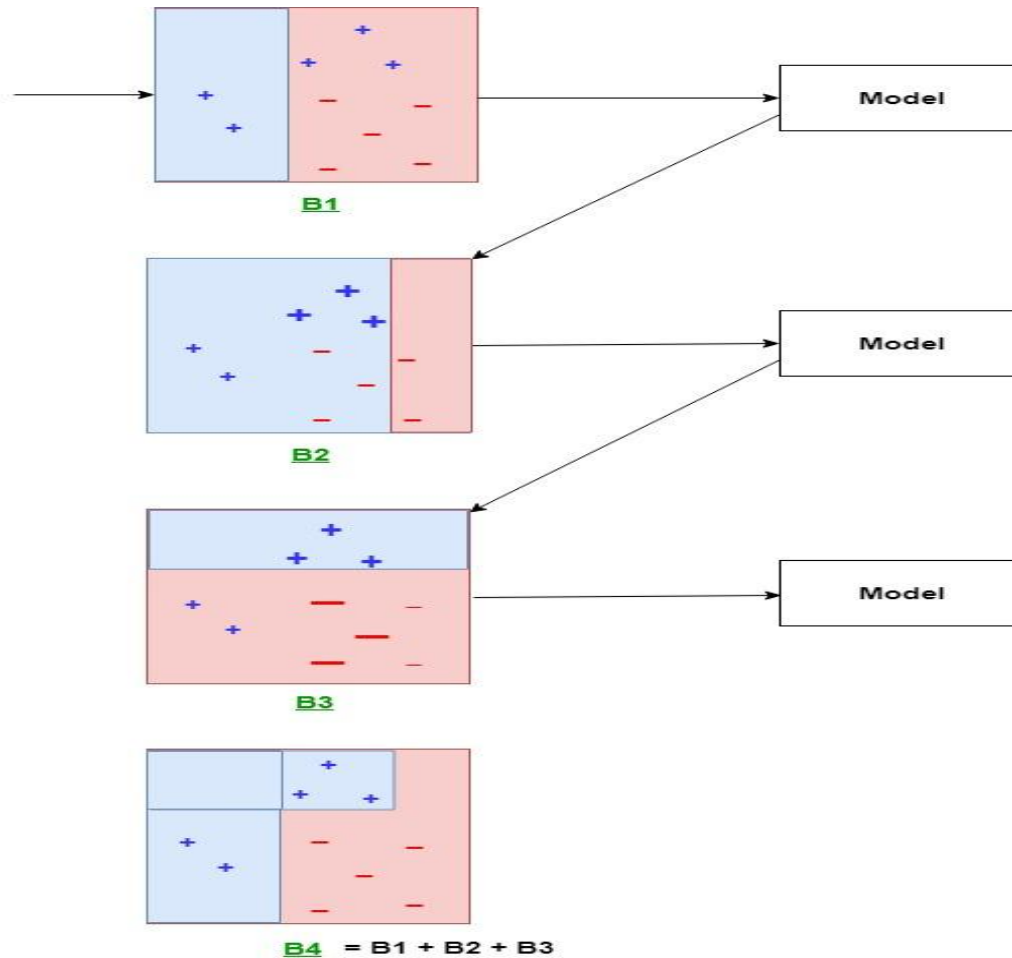 Model
B1
Model
B2
Model
B3
B4 = B1 + B2 + B3